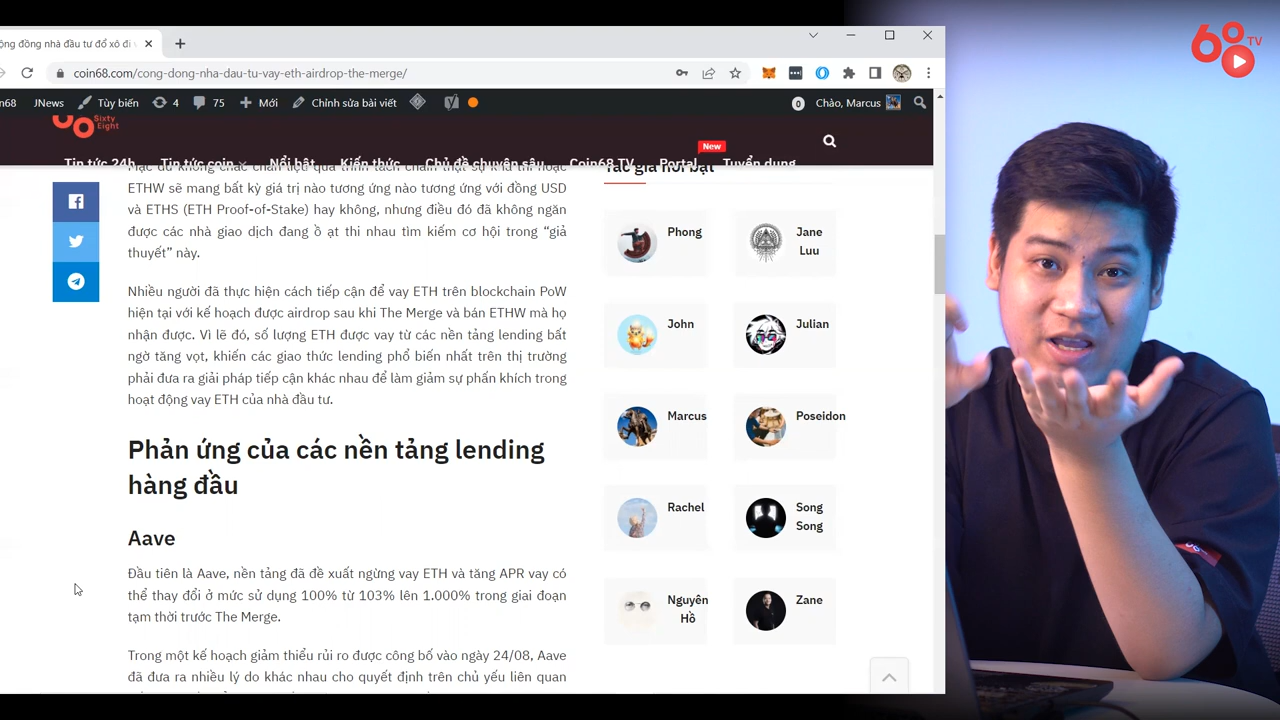 ộng đồng nhà đầu tư đổ xô đi
coin68.com/cong-dong-nha-dau-tu-vay-eth-airdrop-the-merge/
JNews
Tùy biến
4
75
Mới
Chỉnh sửa bài viết
0
Chào, Marcus
Sixty
Eight
Tin tức 24h
Tin tức coin
Nổi bật
Kiến thức
Chủ đề chuyên sâu
Coin68 TV
Portal
New
Tuyển dụng
ETHW sẽ mang bất kỳ giá trị nào tương ứng nào tương ứng với đồng USD
và ETHS (ETH Proof-of-Stake) hay không, nhưng điều đó đã không ngăn
được các nhà giao dịch đang ồ ạt thi nhau tìm kiếm cơ hội trong “giả
thuyết” này.
Nhiều người đã thực hiện cách tiếp cận để vay ETH trên blockchain PoW
hiện tại với kế hoạch được airdrop sau khi The Merge và bán ETHW mà họ
nhận được. Vì lẽ đó, số lượng ETH được vay từ các nền tảng lending bất
ngờ tăng vọt, khiến các giao thức lending phổ biến nhất trên thị trường
phải đưa ra giải pháp tiếp cận khác nhau để làm giảm sự phấn khích trong
hoạt động vay ETH của nhà đầu tư.
Phản ứng của các nền tảng lending
hàng đầu
Aave
Đầu tiên là Aave, nền tảng đã đề xuất ngừng vay ETH và tăng APR vay có
thể thay đổi ở mức sử dụng 100% từ 103% lên 1.000% trong giai đoạn
tạm thời trước The Merge.
Trong một kế hoạch giảm thiểu rủi ro được công bố vào ngày 24/08, Aave
đã đưa ra nhiều lý do khác nhau cho quyết định trên chủ yếu liên quan
Tác giả nổi bật
Phong
Jane
Luu
John
Julian
Marcus
Poseidon
Rachel
Song
Song
Nguyên
Hồ
Zane
68 TV